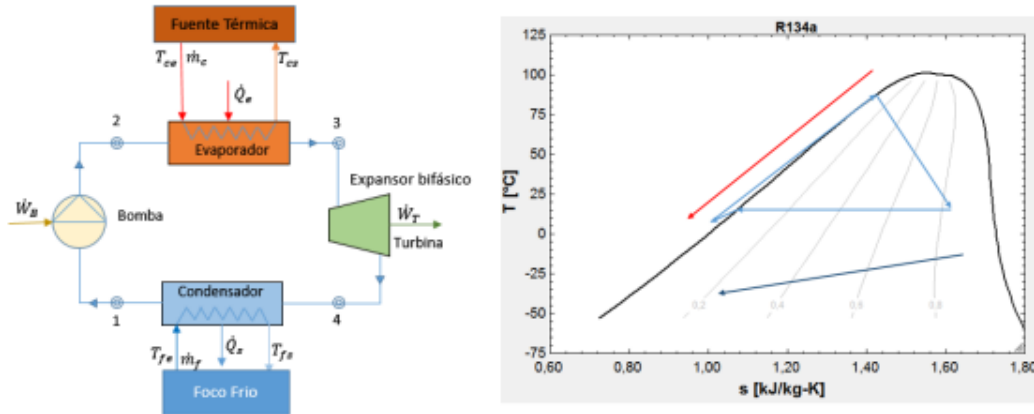 Fuente Térmica
T_ce ṁ_c T_cs
Q̇_e
2
3
Evaporador
Expansor bifásico
Ẇ_B
Bomba
Ẇ_T
Turbina
Condensador
1
4
T_fe ṁ_f Q̇_s T_fs
Foco Frio
R134a
125
100
75
50
25
0
-25
-50
-75
T [ºC]
0,2 0,4 0,6 0,8
0,60 0,80 1,00 1,20 1,40 1,60 1,80
s [kJ/kg-K]